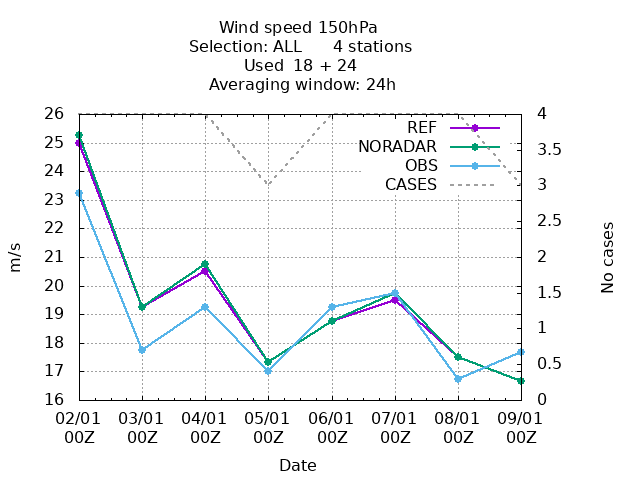 Wind speed 150hPa
Selection: ALL 4 stations
Used 18 + 24
Averaging window: 24h
26
25
24
23
22
21
20
19
18
17
16
m/s
4
3.5
3
2.5
2
1.5
1
0.5
0
No cases
REF
NORADAR
OBS
CASES
02/01 03/01 04/01 05/01 06/01 07/01 08/01 09/01
00Z 00Z 00Z 00Z 00Z 00Z 00Z 00Z
Date